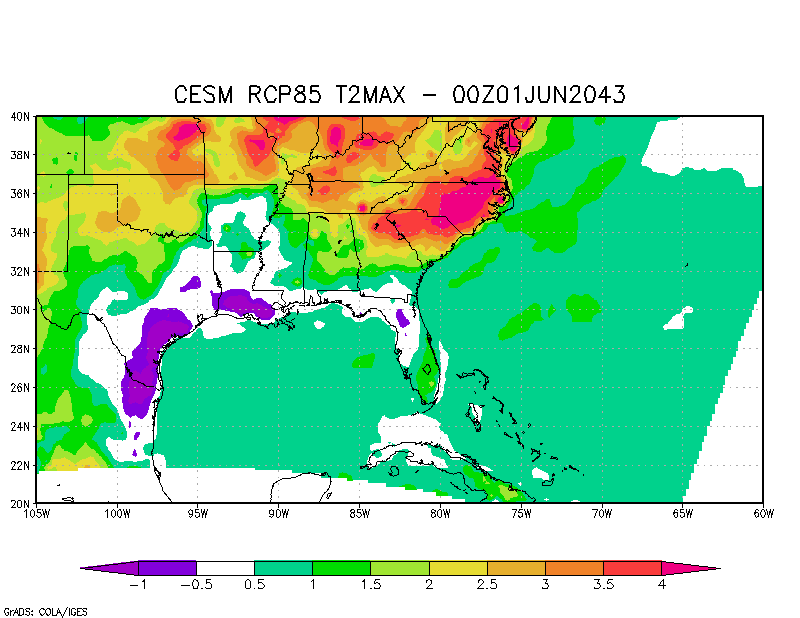 CESM RCP85 T2MAX - 00Z01JUN2043
40N
38N
36N
34N
32N
30N
28N
26N
24N
22N
20N
105W 100W 95W 90W 85W 80W 75W 70W 65W 60W
-1 -0.5 0.5 1 1.5 2 2.5 3 3.5 4
GrADS: COLA/IGES